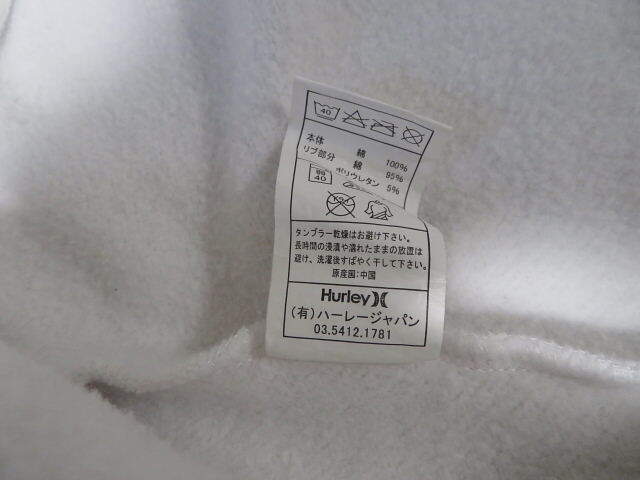 40
本体 綿 100%
リブ部分 綿 95%
ポリウレタン 5%
40
タンブラー乾燥はお避け下さい。
長時間の浸漬や濡れたままの放置は
避け、洗濯後すばやく干して下さい。
原産国:中国
Hurley
(有)ハーレージャパン
03.5412.1781